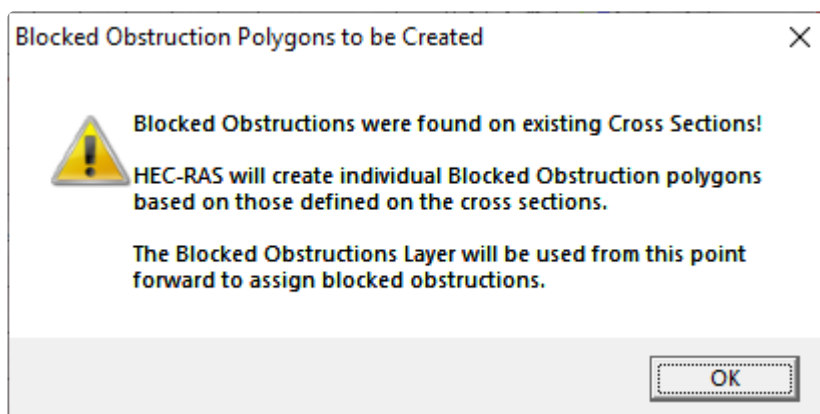 Blocked Obstruction Polygons to be Created
Blocked Obstructions were found on existing Cross Sections!
HEC-RAS will create individual Blocked Obstruction polygons
based on those defined on the cross sections.
The Blocked Obstructions Layer will be used from this point
forward to assign blocked obstructions.
OK